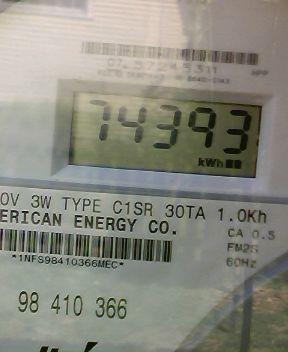 74393
kWh
0V 3W TYPE C1SR 30TA 1.0Kh
ERICAN ENERGY CO.
CA 0.5
FM2S
60Hz
*1NFS98410366MEC*
98 410 366